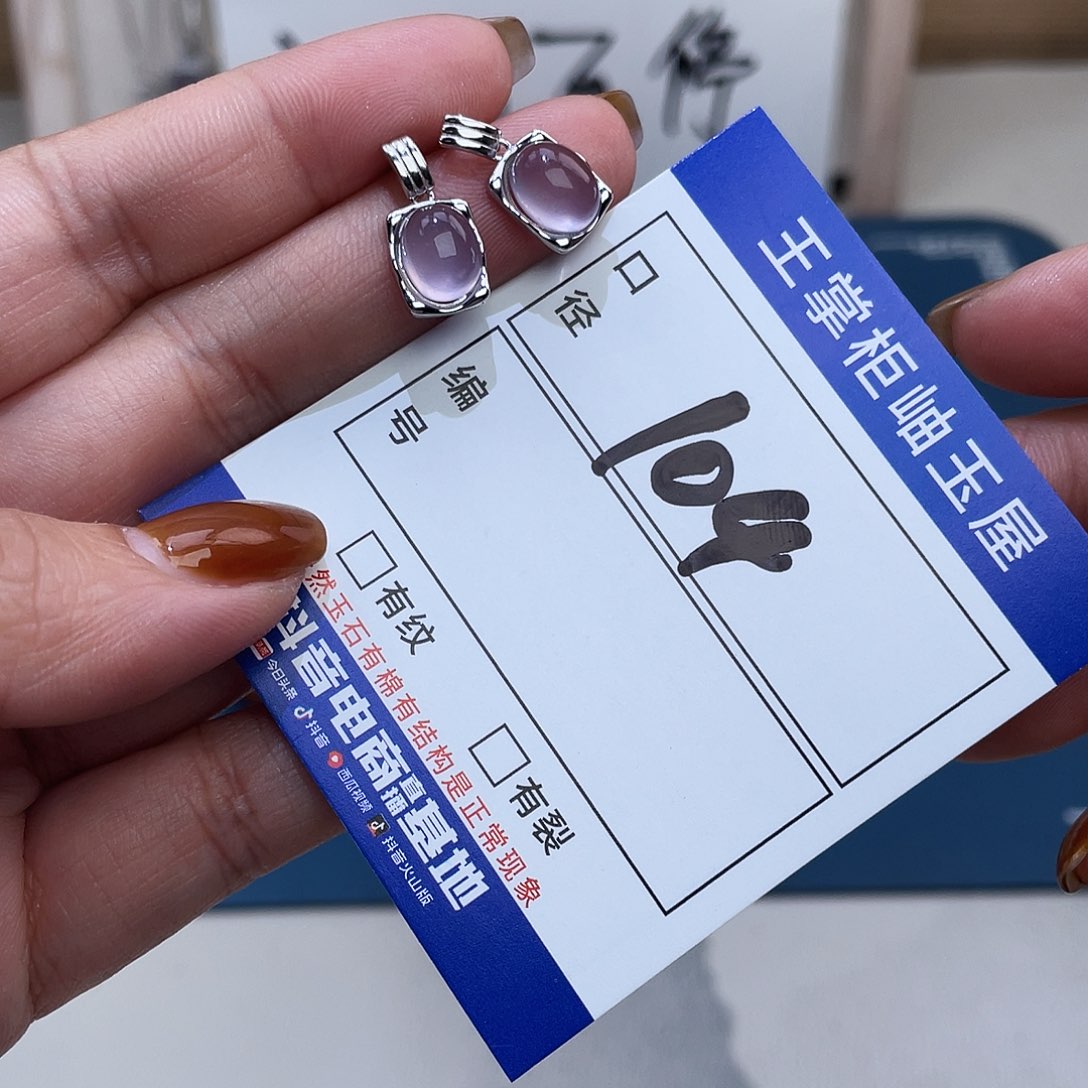 了修
王掌柜岫玉屋
口径
104
编号
有纹
有裂
然玉石有棉有结构是正常现象
抖音电商直播基地
今日头条 抖音 西瓜视频 抖音火山版